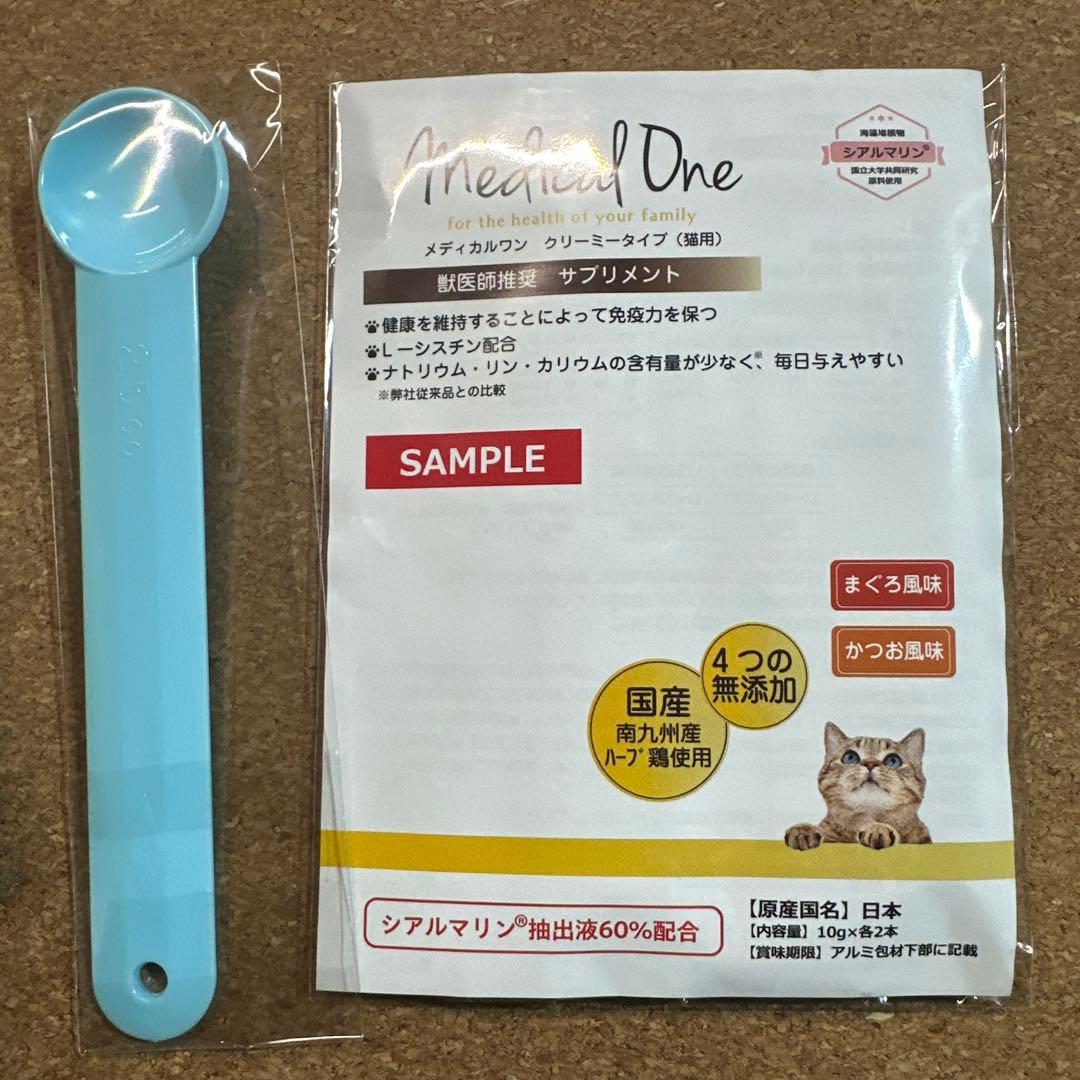 2.5 cc
Medical One
for the health of your family
メディカルワン　クリーミータイプ（猫用）
獣医師推奨　サプリメント
健康を維持することによって免疫力を保つ
L－シスチン配合
ナトリウム・リン・カリウムの含有量が少なく※、毎日与えやすい
※弊社従来品との比較
海藻堆積物
シアルマリン®
国立大学共同研究
原料使用
SAMPLE
まぐろ風味
かつお風味
4つの
無添加
国産
南九州産
ハーブ鶏使用
シアルマリン®抽出液60%配合
【原産国名】日本
【内容量】10g×各2本
【賞味期限】アルミ包材下部に記載